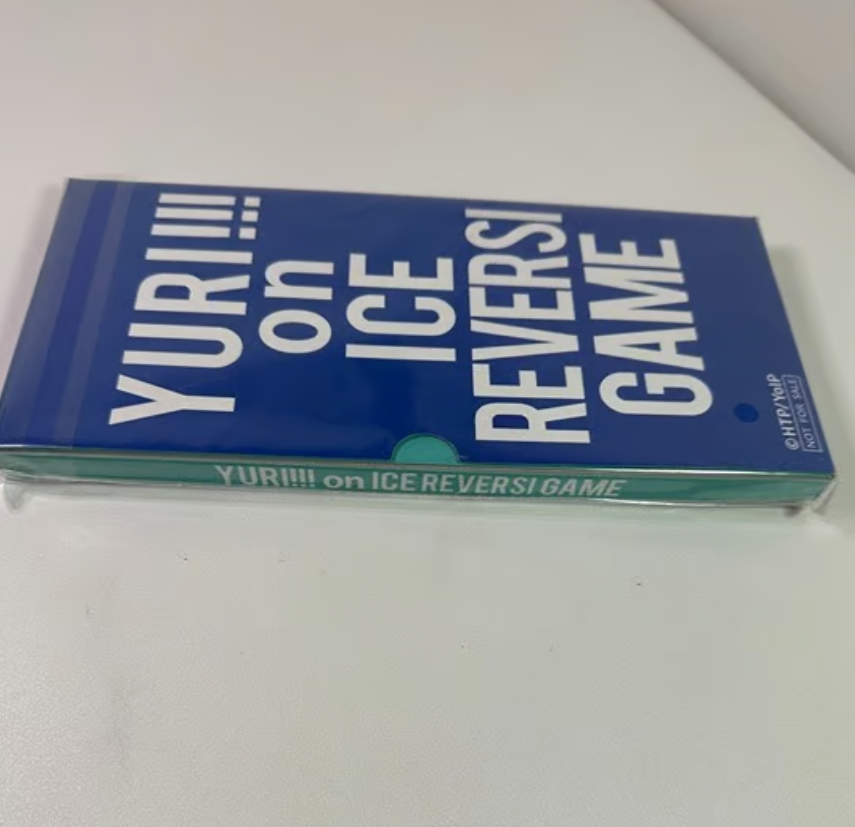 YURI!!!
on
ICE
REVERSI
GAME
©HTP/YoIP
NOT FOR SALE
YURI!!! on ICE REVERSI GAME